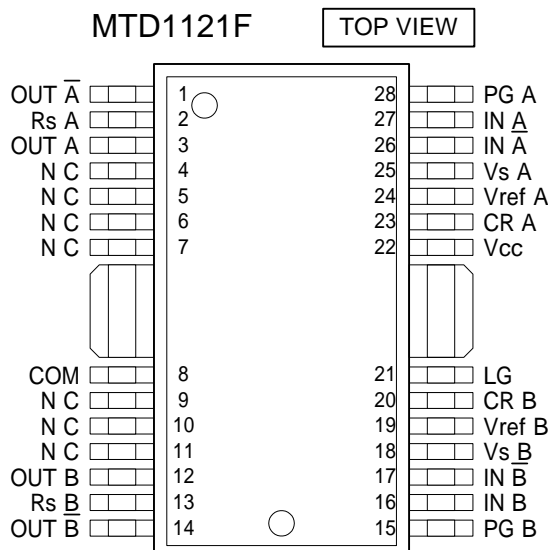 MTD1121F TOP VIEW
OUT A̅ 1 28 PG A
Rs A 2 27 IN A
OUT A 3 26 IN A̅
N C 4 25 Vs A
N C 5 24 Vref A
N C 6 23 CR A
N C 7 22 Vcc
COM 8 21 LG
N C 9 20 CR B
N C 10 19 Vref B
N C 11 18 Vs B
OUT B 12 17 IN B̅
Rs B 13 16 IN B
OUT B̅ 14 15 PG B